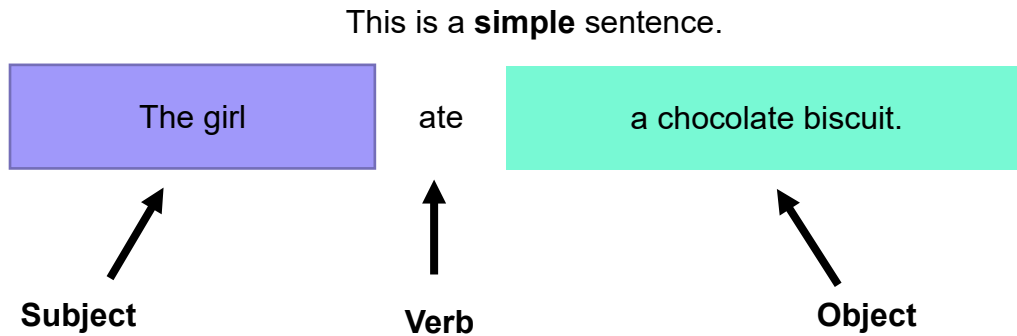 This is a simple sentence.
The girl ate a chocolate biscuit.
Subject Verb Object